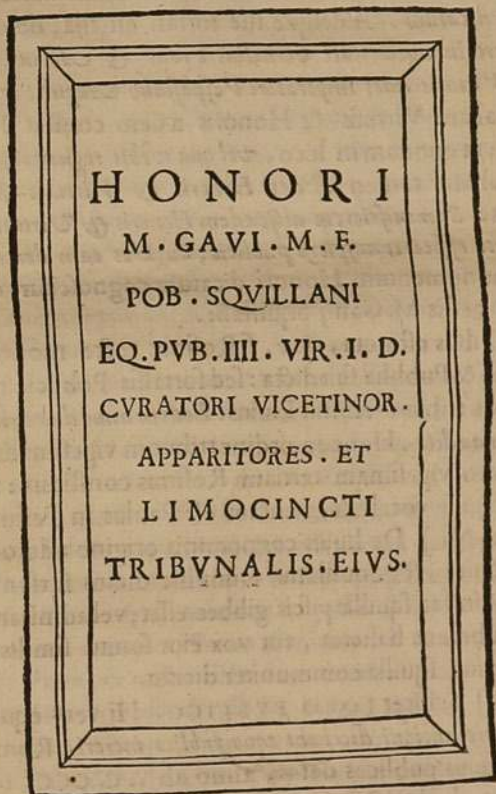 HONORI
M. GAVI. M. F.
POB. SQVILLANI
EQ. PVB. IIII. VIR. I. D.
CVRATORI VICETINOR.
APPARITORES. ET
LIMOCINCTI
TRIBVNALIS. EIVS.